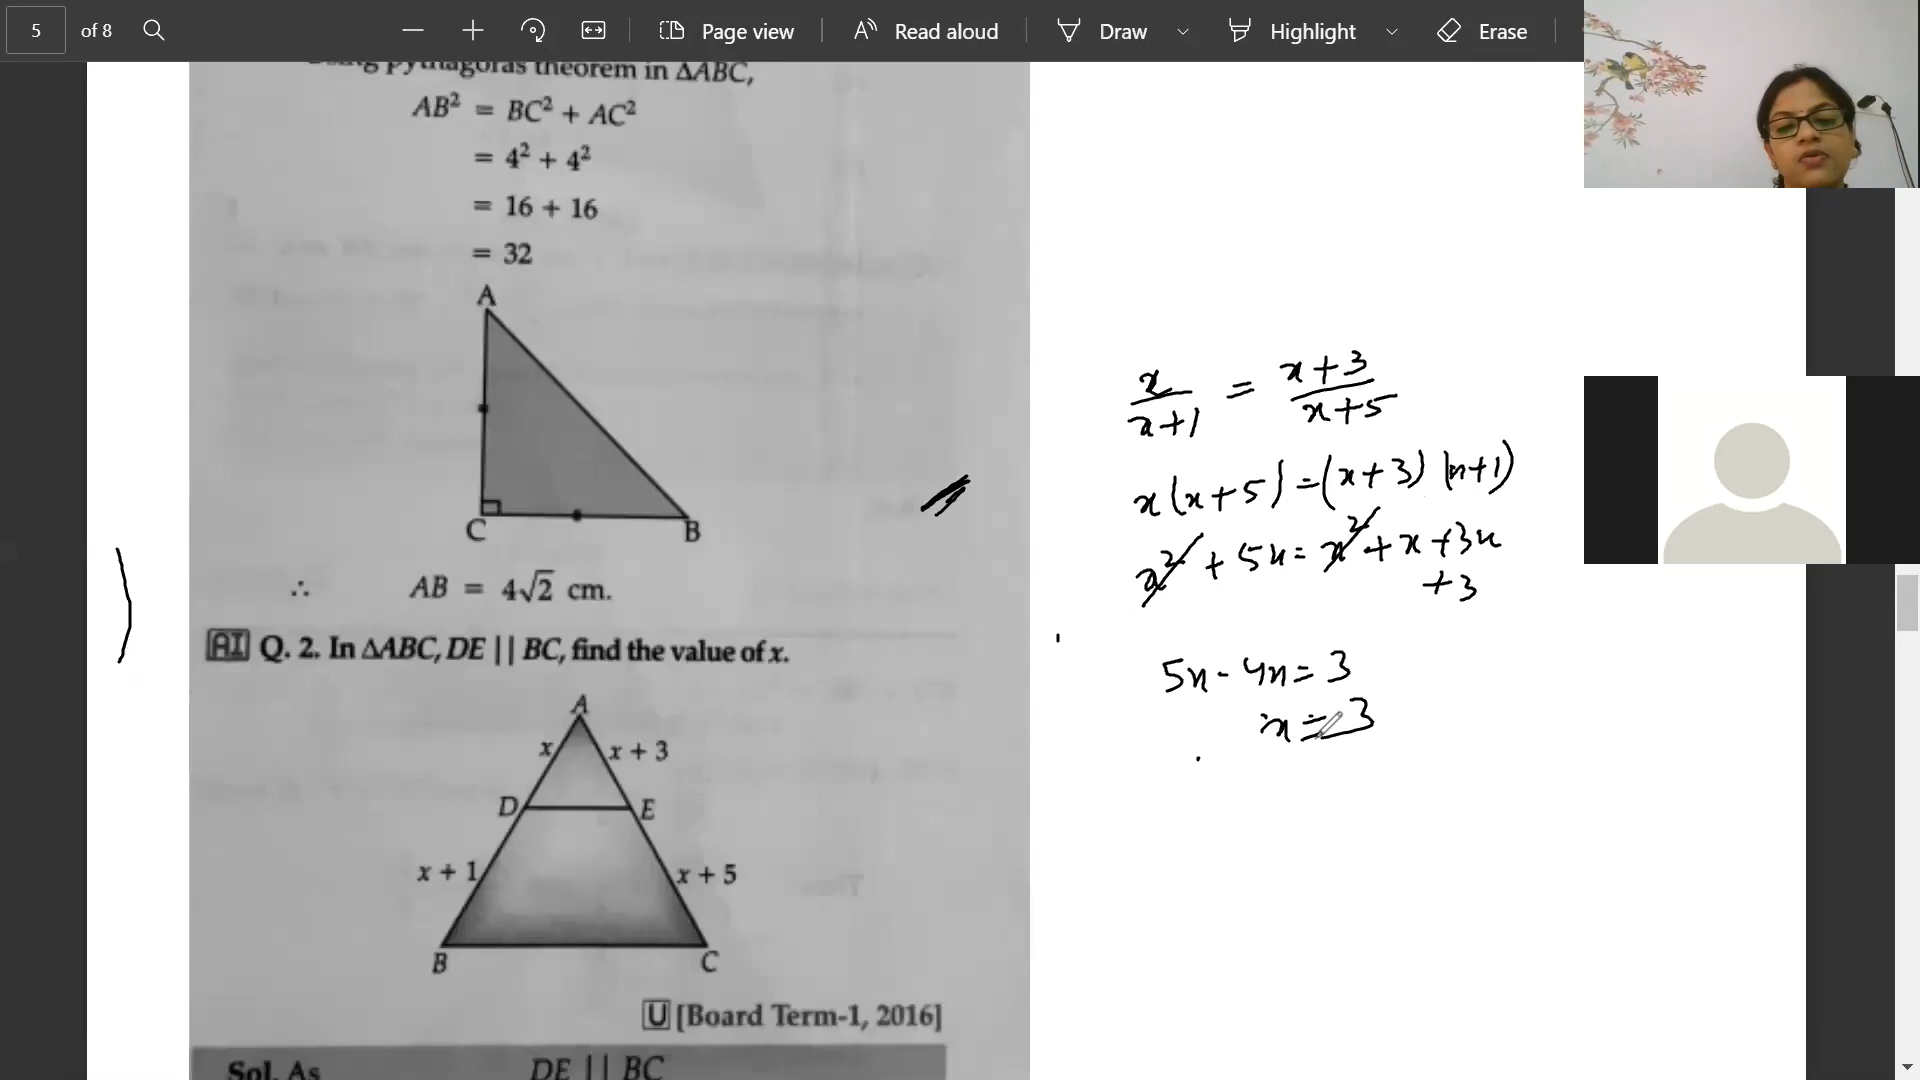 5 of 8 Page view Read aloud Draw Highlight Erase
Using pythagoras theorem in ΔABC,
AB² = BC² + AC²
= 4² + 4²
= 16 + 16
= 32
A
C B
∴ AB = 4√2 cm.
AI Q. 2. In ΔABC, DE || BC, find the value of x.
A
x x + 3
D E
x + 1 x + 5
B C
U [Board Term-1, 2016]
Sol. As DE || BC
x/x+1 = x+3/x+5
x(x+5) = (x+3)(x+1)
x² + 5x = x² + x + 3x
+ 3
5x - 4x = 3
x = 3